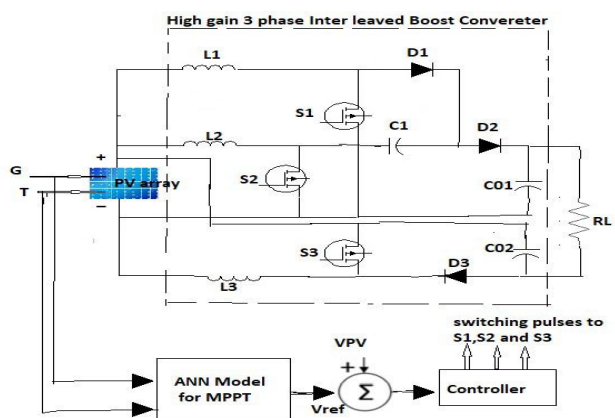 High gain 3 phase Inter leaved Boost Convereter
L1
D1
S1
C1
D2
L2
G
+
PV array
S2
C01
T
−
RL
S3
C02
D3
L3
switching pulses to
S1,S2 and S3
VPV
+
ANN Model
for MPPT
Σ
Controller
Vref